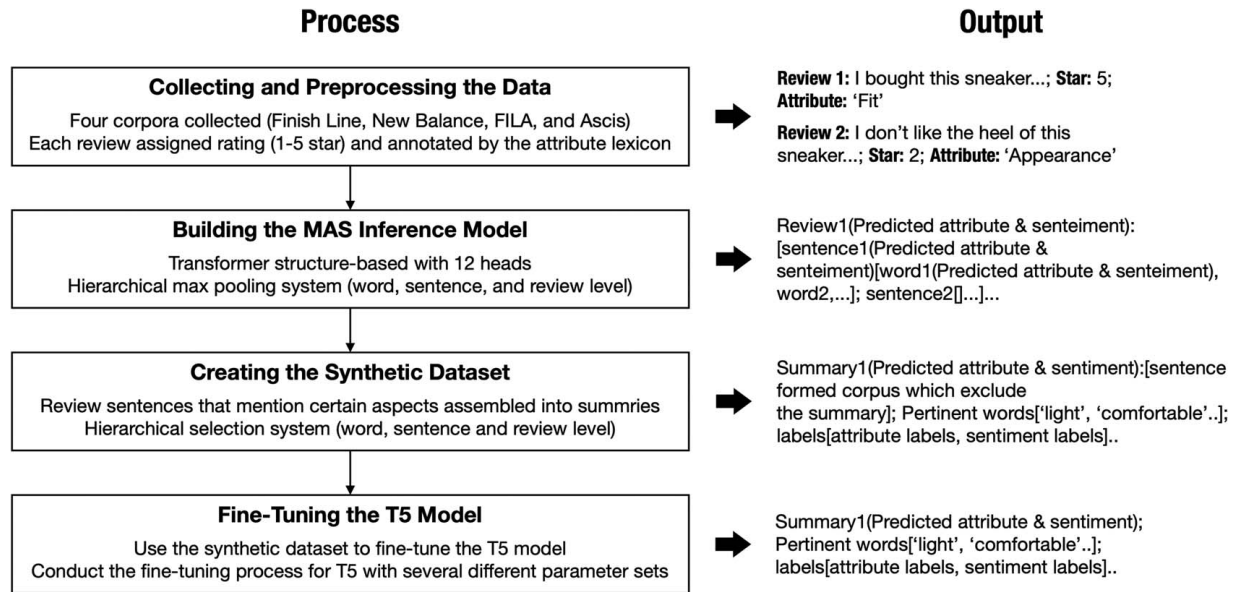 Process
Output
Collecting and Preprocessing the Data
Four corpora collected (Finish Line, New Balance, FILA, and Ascis)
Each review assigned rating (1-5 star) and annotated by the attribute lexicon
Review 1: I bought this sneaker...; Star: 5;
Attribute: ‘Fit’
Review 2: I don’t like the heel of this
sneaker...; Star: 2; Attribute: ‘Appearance’
Building the MAS Inference Model
Transformer structure-based with 12 heads
Hierarchical max pooling system (word, sentence, and review level)
Review1(Predicted attribute & senteiment):
[sentence1(Predicted attribute &
senteiment)[word1(Predicted attribute & senteiment),
word2,...]; sentence2[]...]...
Creating the Synthetic Dataset
Review sentences that mention certain aspects assembled into summries
Hierarchical selection system (word, sentence and review level)
Summary1(Predicted attribute & sentiment):[sentence
formed corpus which exclude
the summary]; Pertinent words[‘light’, ‘comfortable’..];
labels[attribute labels, sentiment labels]..
Fine-Tuning the T5 Model
Use the synthetic dataset to fine-tune the T5 model
Conduct the fine-tuning process for T5 with several different parameter sets
Summary1(Predicted attribute & sentiment);
Pertinent words[‘light’, ‘comfortable’..];
labels[attribute labels, sentiment labels]..